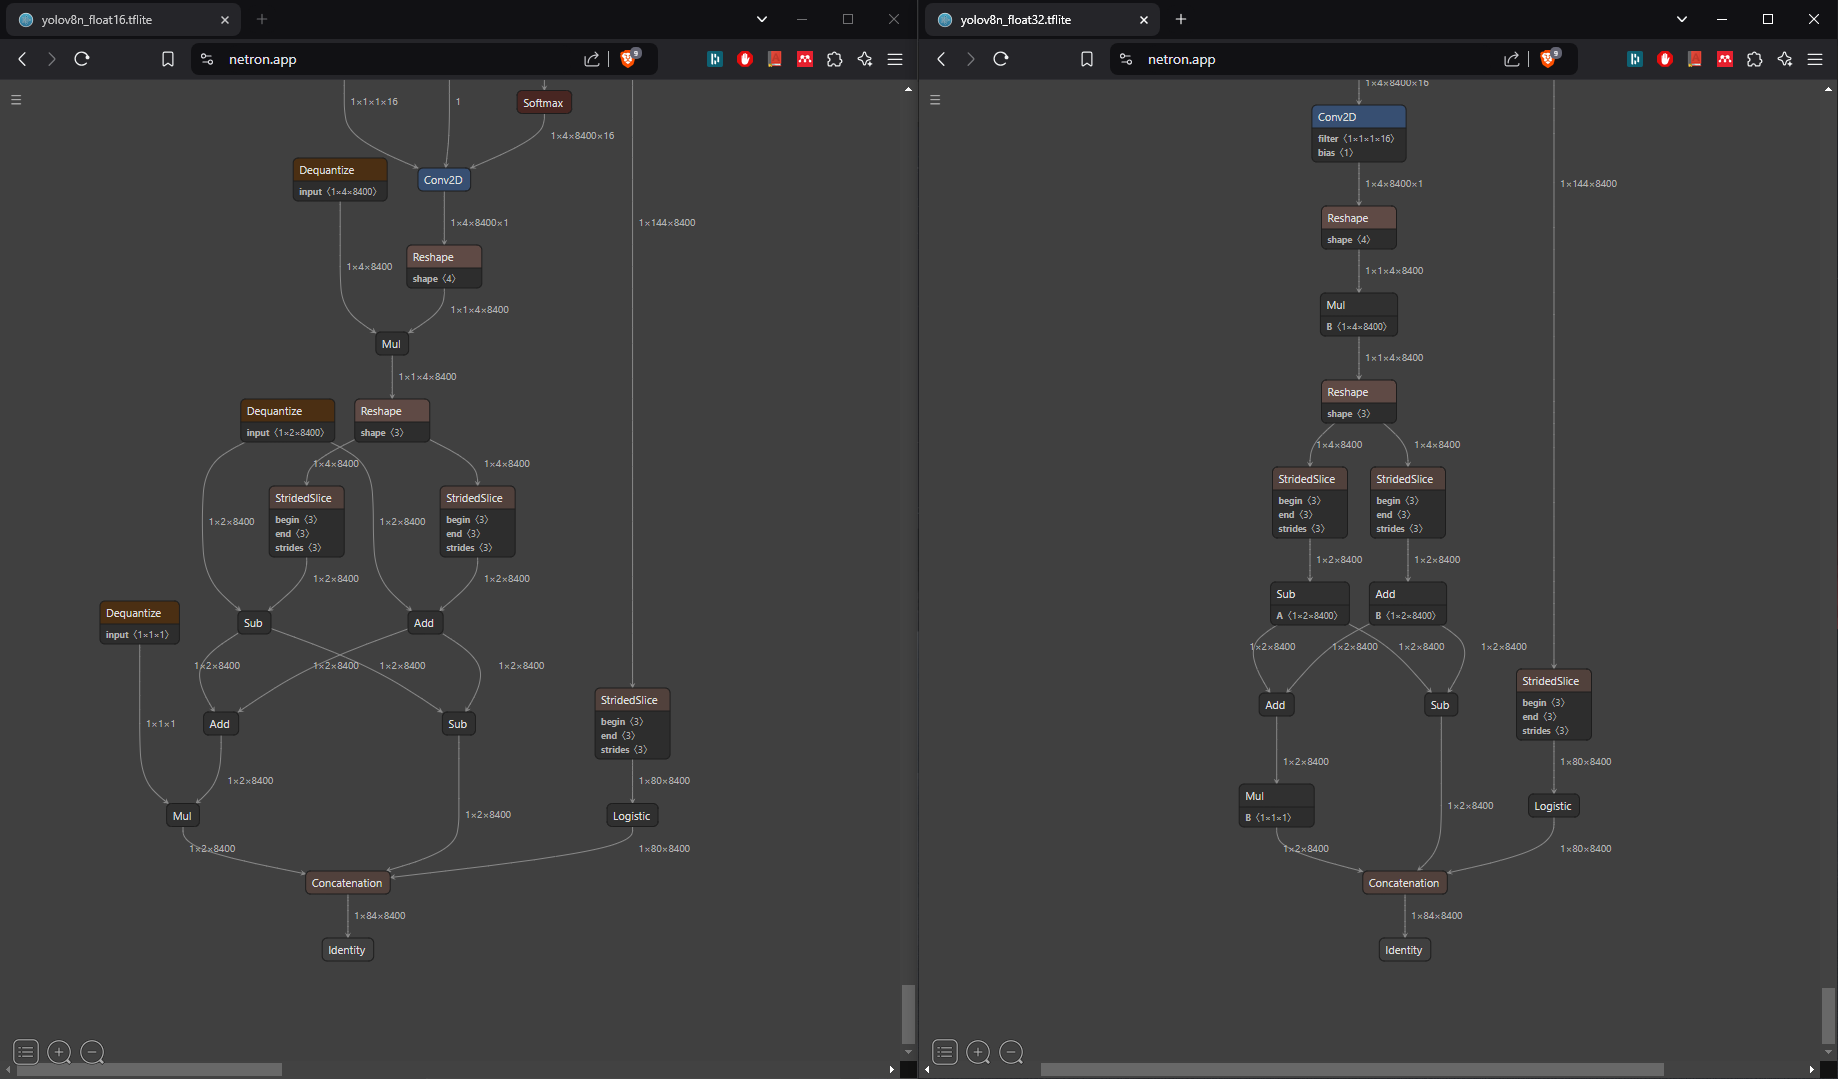 yolov8n_float16.tflite
netron.app
9
1×1×1×16
1
Softmax
1×4×8400×16
Dequantize
input ⟨1×4×8400⟩
Conv2D
1×4×8400×1
1×144×8400
1×4×8400
Reshape
shape ⟨4⟩
1×1×4×8400
Mul
1×1×4×8400
Dequantize
input ⟨1×2×8400⟩
Reshape
shape ⟨3⟩
1×4×8400
1×4×8400
StridedSlice
begin ⟨3⟩
end ⟨3⟩
strides ⟨3⟩
StridedSlice
begin ⟨3⟩
end ⟨3⟩
strides ⟨3⟩
1×2×8400
1×2×8400
1×2×8400
1×2×8400
Dequantize
input ⟨1×1×1⟩
Sub
Add
1×2×8400
1×2×8400
1×2×8400
1×2×8400
StridedSlice
begin ⟨3⟩
end ⟨3⟩
strides ⟨3⟩
1×1×1
Add
Sub
1×2×8400
1×80×8400
Mul
1×2×8400
Logistic
1×2×8400
1×80×8400
Concatenation
1×84×8400
Identity
yolov8n_float32.tflite
netron.app
9
1×4×8400×16
Conv2D
filter ⟨1×1×1×16⟩
bias ⟨1⟩
1×4×8400×1
1×144×8400
Reshape
shape ⟨4⟩
1×1×4×8400
Mul
B ⟨1×4×8400⟩
1×1×4×8400
Reshape
shape ⟨3⟩
1×4×8400
1×4×8400
StridedSlice
begin ⟨3⟩
end ⟨3⟩
strides ⟨3⟩
StridedSlice
begin ⟨3⟩
end ⟨3⟩
strides ⟨3⟩
1×2×8400
1×2×8400
Sub
A ⟨1×2×8400⟩
Add
B ⟨1×2×8400⟩
1×2×8400
1×2×8400
1×2×8400
1×2×8400
StridedSlice
begin ⟨3⟩
end ⟨3⟩
strides ⟨3⟩
Add
Sub
1×2×8400
1×80×8400
Mul
B ⟨1×1×1⟩
1×2×8400
Logistic
1×2×8400
1×80×8400
Concatenation
1×84×8400
Identity